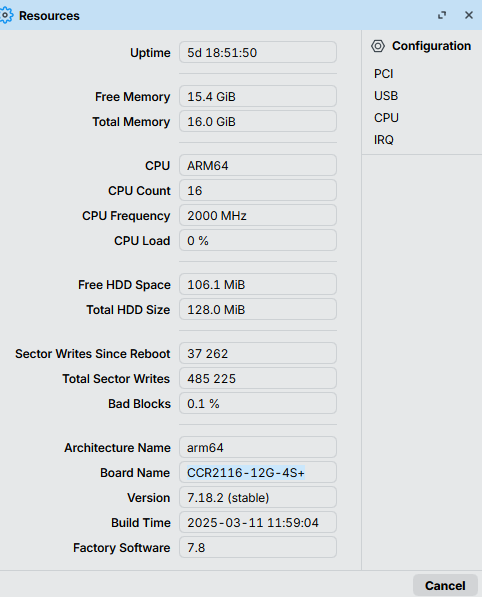 Resources
Uptime 5d 18:51:50
Free Memory 15.4 GiB
Total Memory 16.0 GiB
CPU ARM64
CPU Count 16
CPU Frequency 2000 MHz
CPU Load 0 %
Free HDD Space 106.1 MiB
Total HDD Size 128.0 MiB
Sector Writes Since Reboot 37 262
Total Sector Writes 485 225
Bad Blocks 0.1 %
Architecture Name arm64
Board Name CCR2116-12G-4S+
Version 7.18.2 (stable)
Build Time 2025-03-11 11:59:04
Factory Software 7.8
Configuration
PCI
USB
CPU
IRQ
Cancel